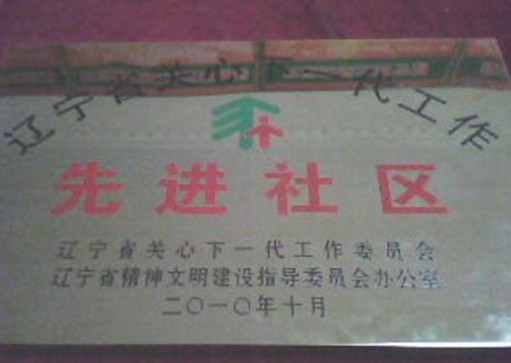 辽宁省关心下一代工作
先进社区
辽宁省关心下一代工作委员会
辽宁省精神文明建设指导委员会办公室
二〇一〇年十月